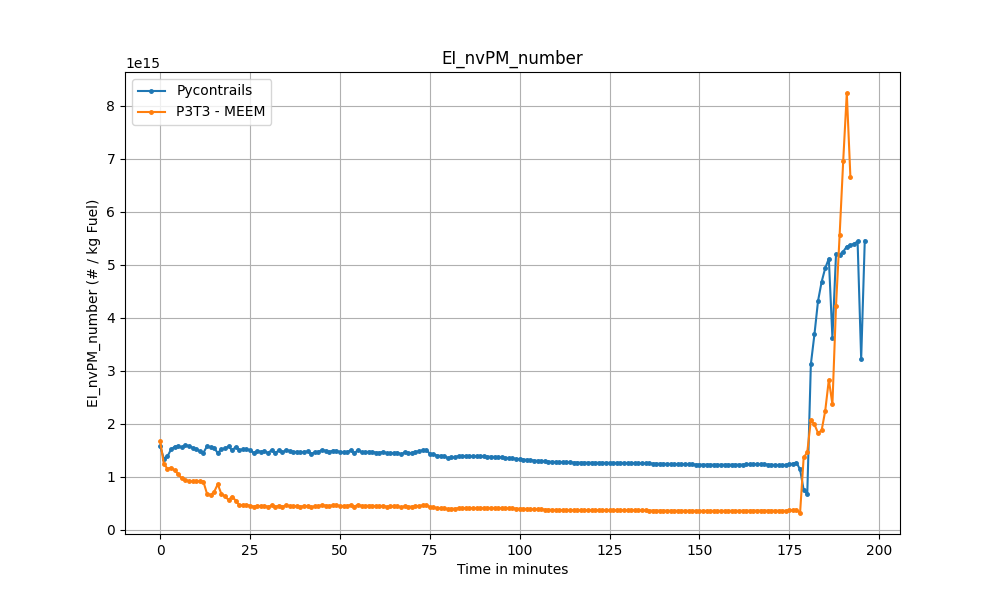 EI_nvPM_number
1e15
Pycontrails
P3T3 - MEEM
8
7
6
5
4
3
2
1
0
EI_nvPM_number (# / kg Fuel)
0 25 50 75 100 125 150 175 200
Time in minutes